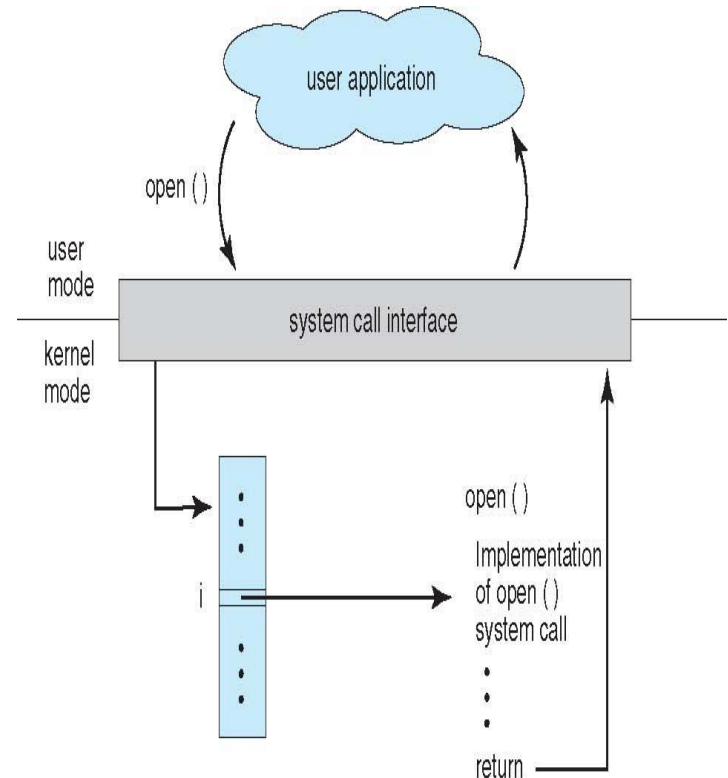 user application
open ( )
user
mode
system call interface
kernel
mode
open ( )
i
Implementation
of open ( )
system call
return